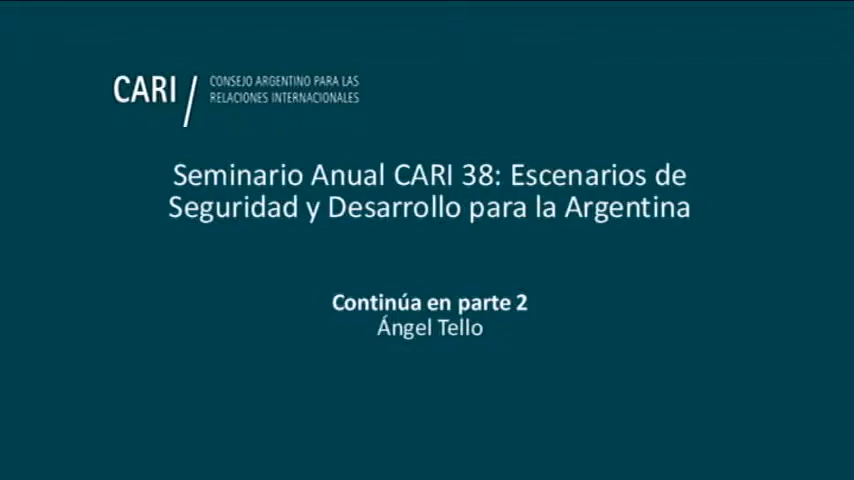 CARI/
CONSEJO ARGENTINO PARA LAS
RELACIONES INTERNACIONALES
Seminario Anual CARI 38: Escenarios de
Seguridad y Desarrollo para la Argentina
Continúa en parte 2
Ángel Tello